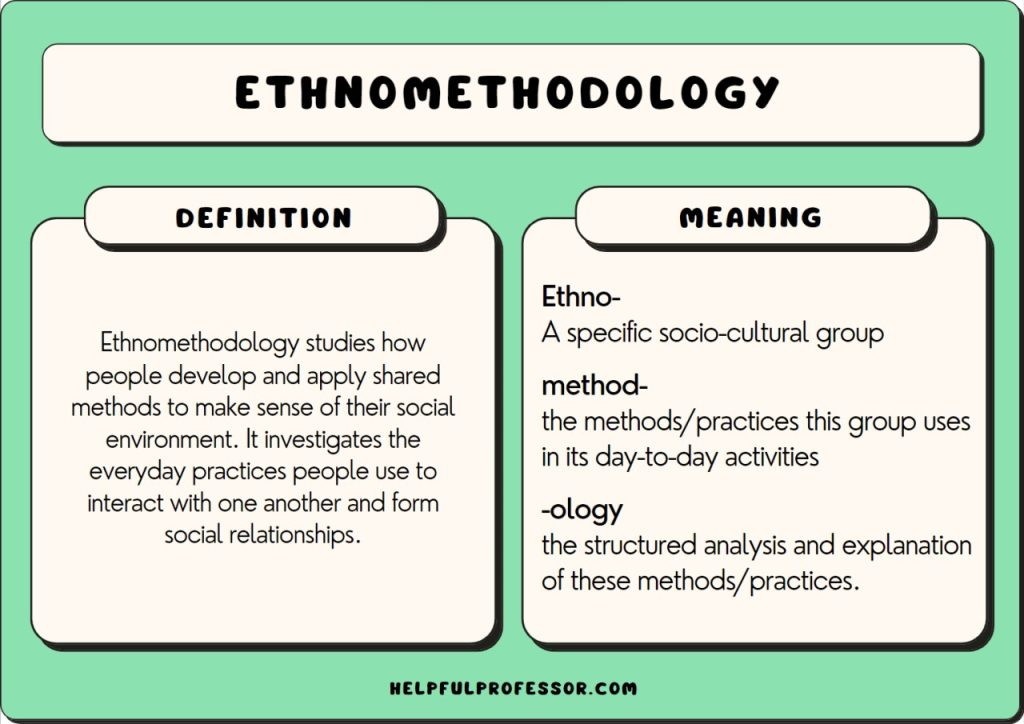 ETHNOMETHODOLOGY
DEFINITION
Ethnomethodology studies how
people develop and apply shared
methods to make sense of their social
environment. It investigates the
everyday practices people use to
interact with one another and form
social relationships.
MEANING
Ethno-
A specific socio-cultural group
method-
the methods/practices this group uses
in its day-to-day activities
-ology
the structured analysis and explanation
of these methods/practices.
HELPFULPROFESSOR.COM